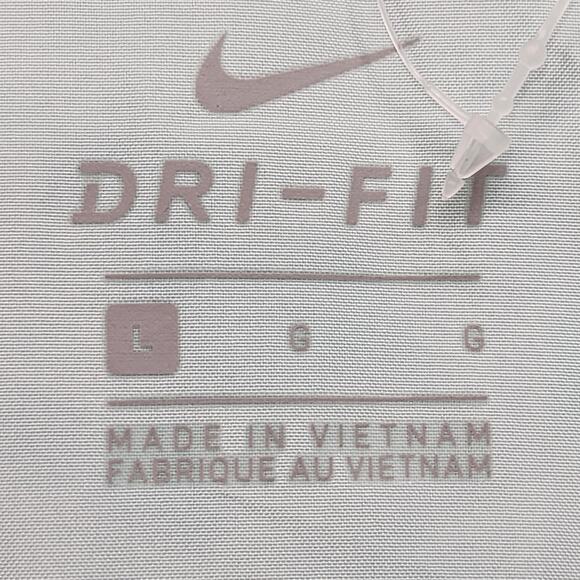 DRI-FIT
L G G
MADE IN VIETNAM
FABRIQUE AU VIETNAM